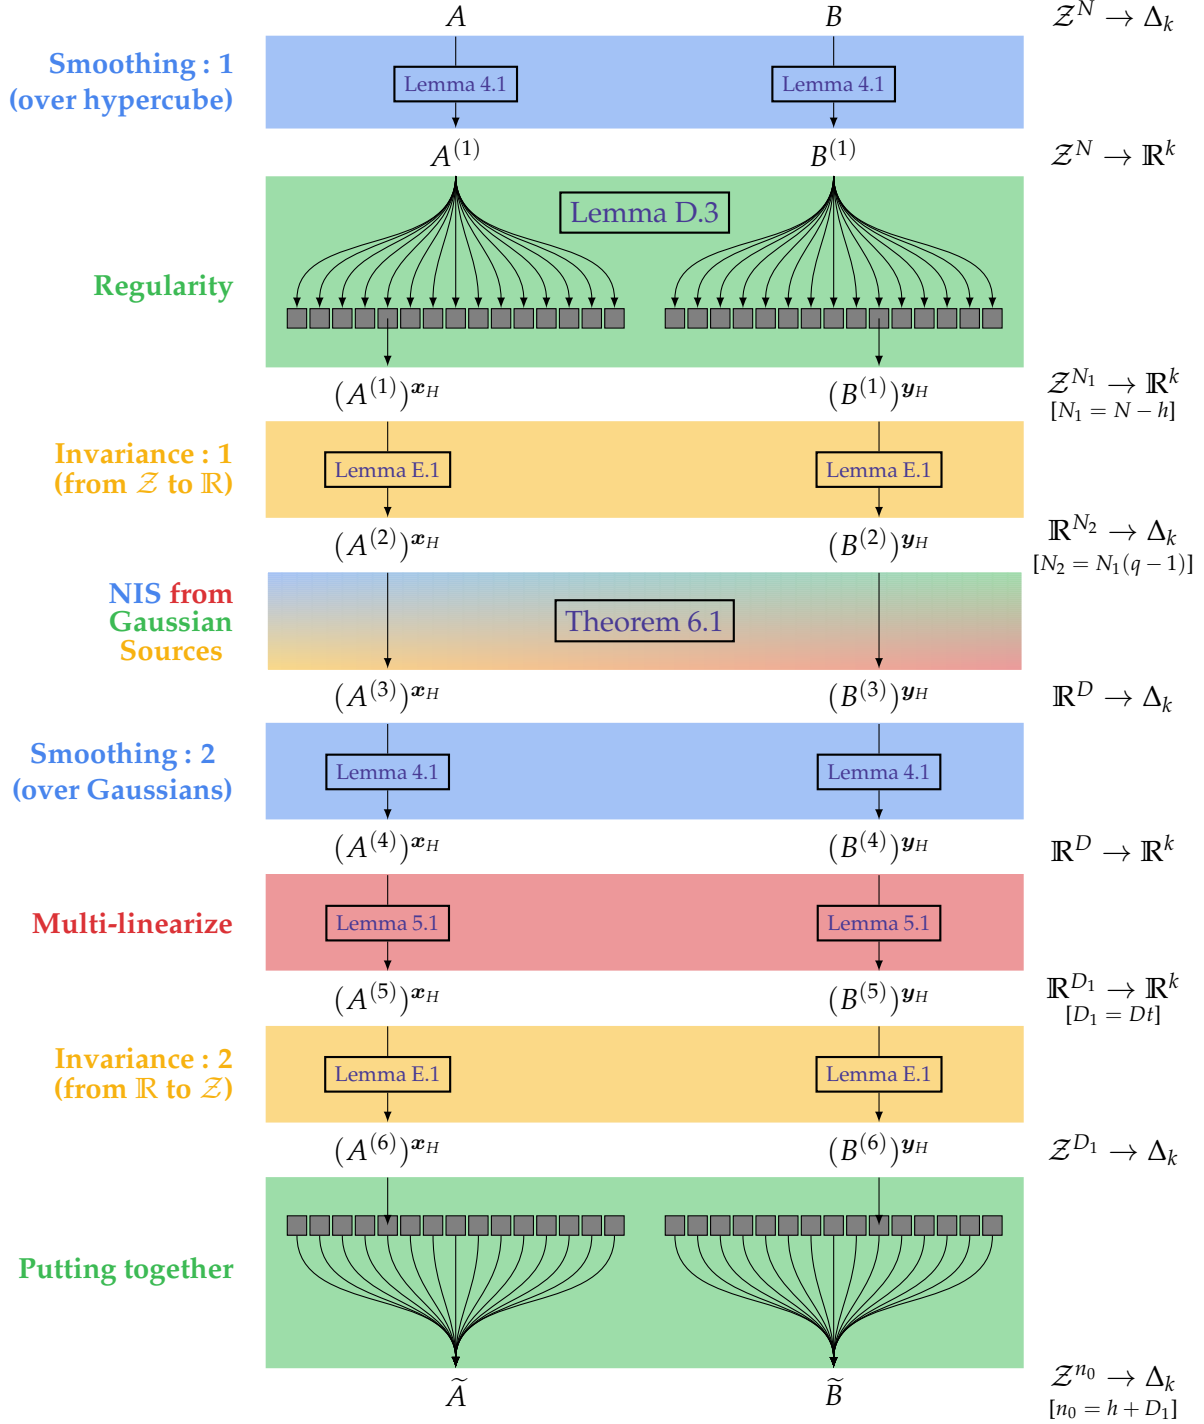 A B 𝒵^N → Δ_k
Smoothing : 1
(over hypercube)
Lemma 4.1 Lemma 4.1
A^(1) B^(1) 𝒵^N → ℝ^k
Lemma D.3
Regularity
(A^(1))^𝒙_H (B^(1))^𝒚_H 𝒵^{N_1} → ℝ^k
[N_1 = N − h]
Invariance : 1
(from 𝒵 to ℝ)
Lemma E.1 Lemma E.1
(A^(2))^𝒙_H (B^(2))^𝒚_H ℝ^{N_2} → Δ_k
[N_2 = N_1(q − 1)]
NIS from
Gaussian
Sources
Theorem 6.1
(A^(3))^𝒙_H (B^(3))^𝒚_H ℝ^D → Δ_k
Smoothing : 2
(over Gaussians)
Lemma 4.1 Lemma 4.1
(A^(4))^𝒙_H (B^(4))^𝒚_H ℝ^D → ℝ^k
Multi-linearize
Lemma 5.1 Lemma 5.1
(A^(5))^𝒙_H (B^(5))^𝒚_H ℝ^{D_1} → ℝ^k
[D_1 = Dt]
Invariance : 2
(from ℝ to 𝒵)
Lemma E.1 Lemma E.1
(A^(6))^𝒙_H (B^(6))^𝒚_H 𝒵^{D_1} → Δ_k
Putting together
Ã B̃ 𝒵^{n_0} → Δ_k
[n_0 = h + D_1]